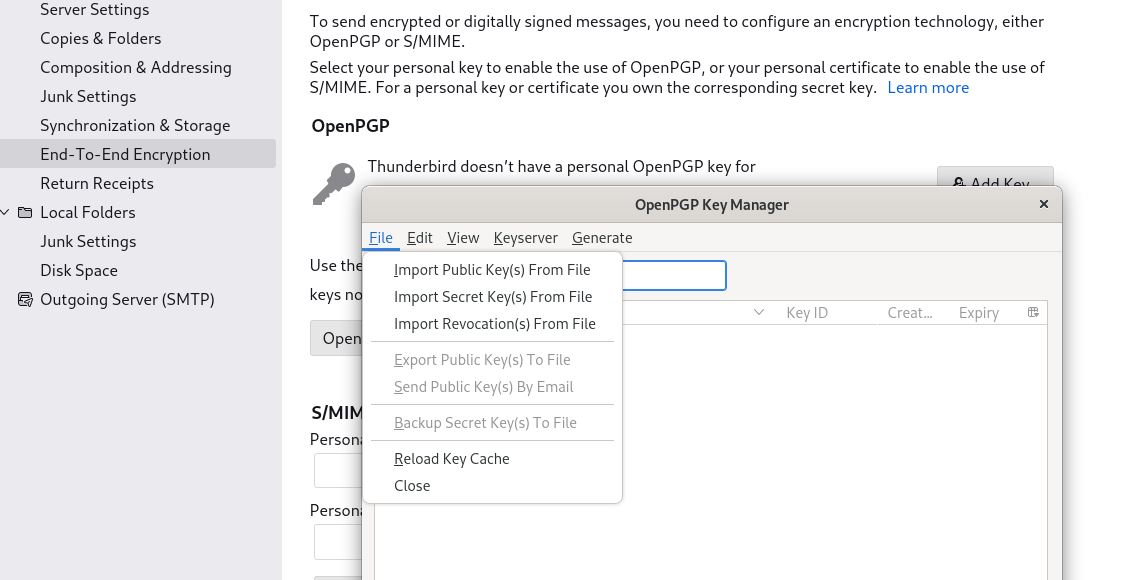 Server Settings
Copies & Folders
Composition & Addressing
Junk Settings
Synchronization & Storage
End-To-End Encryption
Return Receipts
Local Folders
Junk Settings
Disk Space
Outgoing Server (SMTP)
To send encrypted or digitally signed messages, you need to configure an encryption technology, either
OpenPGP or S/MIME.
Select your personal key to enable the use of OpenPGP, or your personal certificate to enable the use of
S/MIME. For a personal key or certificate you own the corresponding secret key. Learn more
OpenPGP
Thunderbird doesn’t have a personal OpenPGP key for
Add Key
Use the
keys no
Open
S/MIM
Persona
Persona
OpenPGP Key Manager
File Edit View Keyserver Generate
Import Public Key(s) From File
Import Secret Key(s) From File
Import Revocation(s) From File
Export Public Key(s) To File
Send Public Key(s) By Email
Backup Secret Key(s) To File
Reload Key Cache
Close
Key ID Creat... Expiry